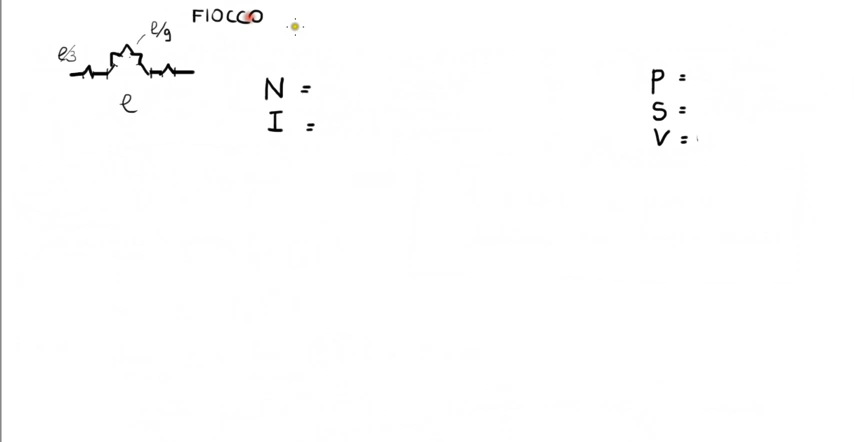 FIOCCO
l/9
l/3
N =
P =
l
S =
I =
V =